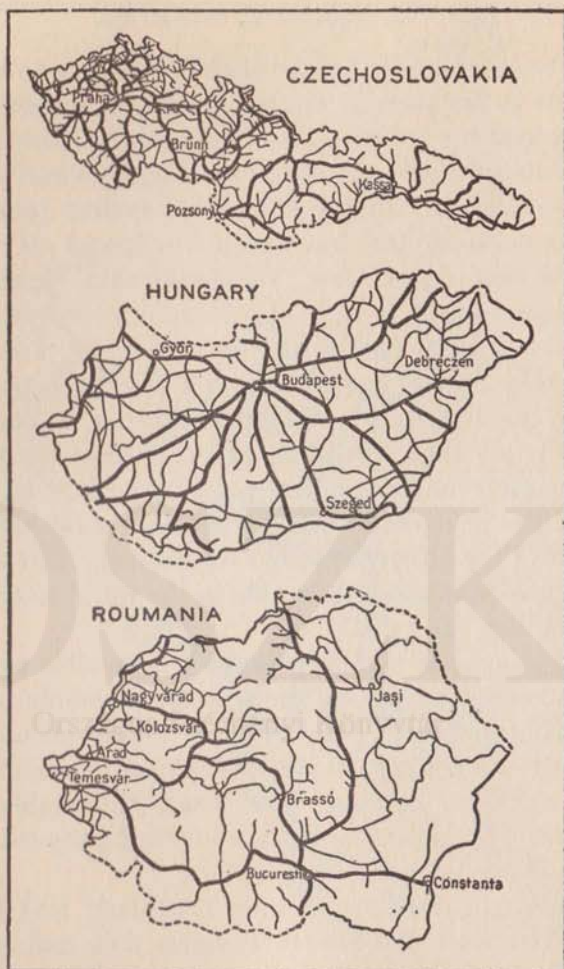 CZECHOSLOVAKIA
Praha
Brünn
Kassa
Pozsony
HUNGARY
Győr
Budapest
Debreczen
Szeged
OSZK
ROUMANIA
Nagyvárad
Kolozsvár
Jaşi
Arad
Temesvár
Brassó
Bucuresti
Constanta